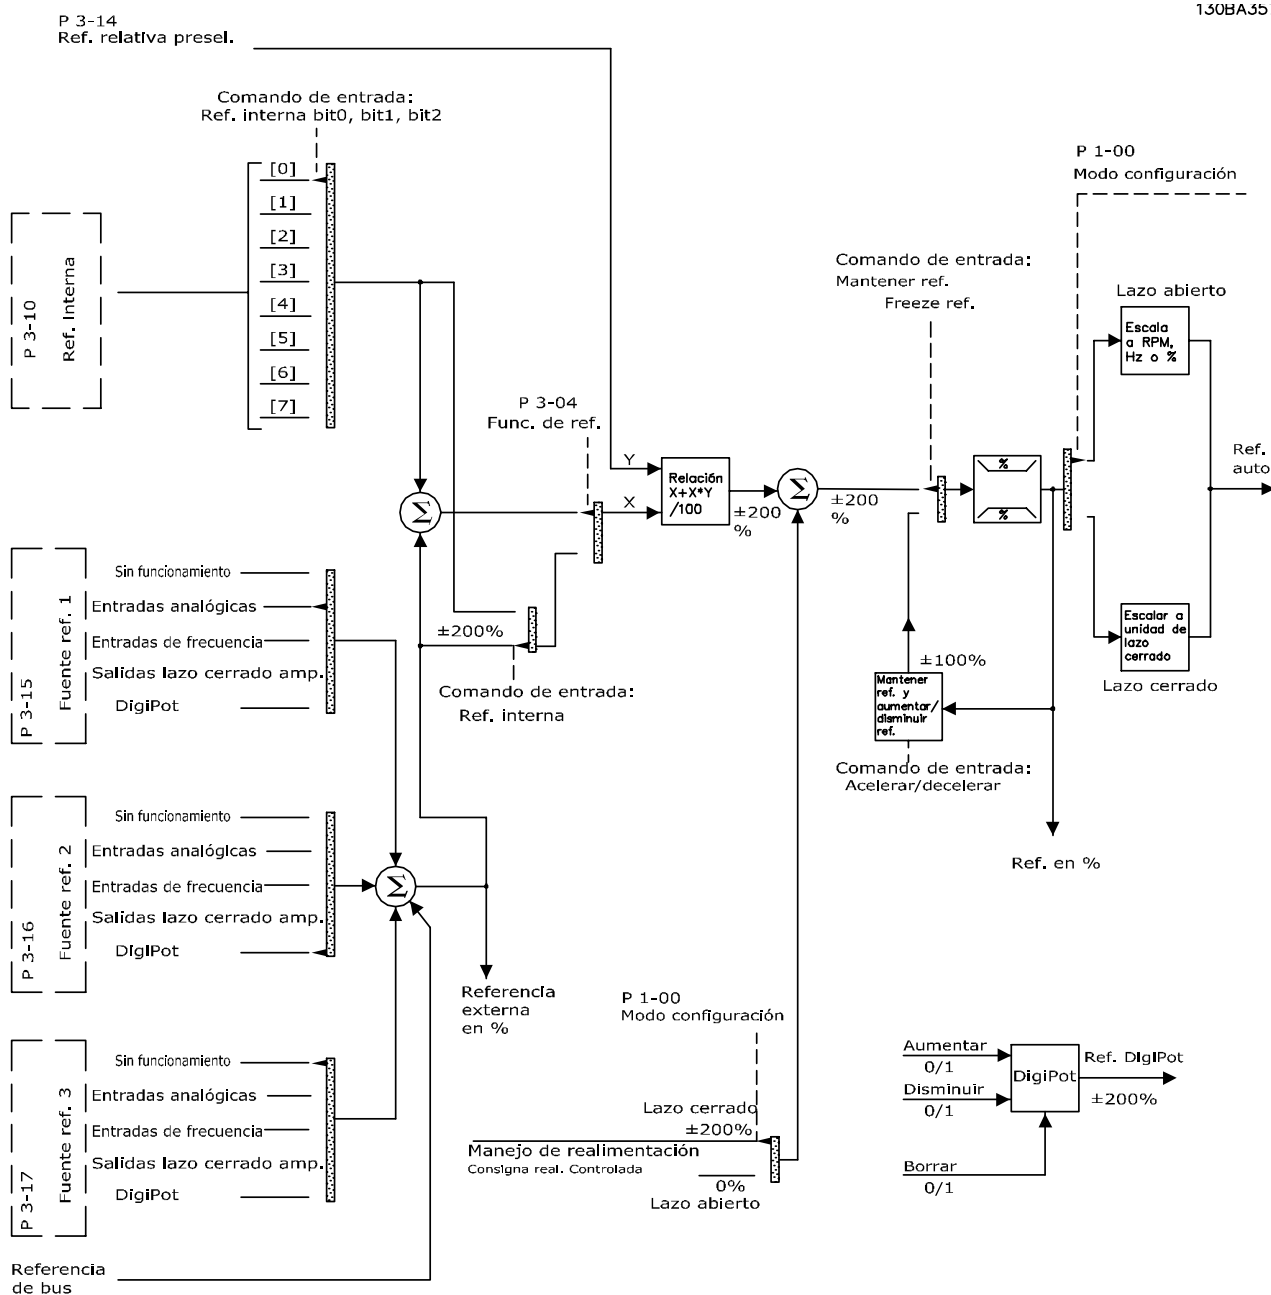 130BA35
P 3-14
Ref. relativa presel.
Comando de entrada:
Ref. interna bit0, bit1, bit2
[0]
[1]
[2]
[3]
[4]
[5]
[6]
[7]
P 3-10
Ref. Interna
P 1-00
Modo configuración
Comando de entrada:
Mantener ref.
Freeze ref.
Lazo abierto
Escala
a RPM,
Hz o %
P 3-04
Func. de ref.
Y
X
Relación
X+X*Y
/100
±200
%
Σ
±200
%
%
%
Ref.
auto
Σ
P 3-15
Fuente ref. 1
Sin funcionamiento
Entradas analógicas
Entradas de frecuencia
Salidas lazo cerrado amp.
DigiPot
±200%
Comando de entrada:
Ref. interna
±100%
Mantener
ref. y
aumentar/
disminuir
ref.
Comando de entrada:
Acelerar/decelerar
Escalar a
unidad de
lazo
cerrado
Lazo cerrado
Ref. en %
P 3-16
Fuente ref. 2
Sin funcionamiento
Entradas analógicas
Entradas de frecuencia
Salidas lazo cerrado amp.
DigiPot
Σ
Referencia
externa
en %
P 3-17
Fuente ref. 3
Sin funcionamiento
Entradas analógicas
Entradas de frecuencia
Salidas lazo cerrado amp.
DigiPot
P 1-00
Modo configuración
Lazo cerrado
±200%
Manejo de realimentación
Consigna real. Controlada
0%
Lazo abierto
Aumentar
0/1
Disminuir
0/1
Borrar
0/1
DigiPot
Ref. DigiPot
±200%
Referencia
de bus